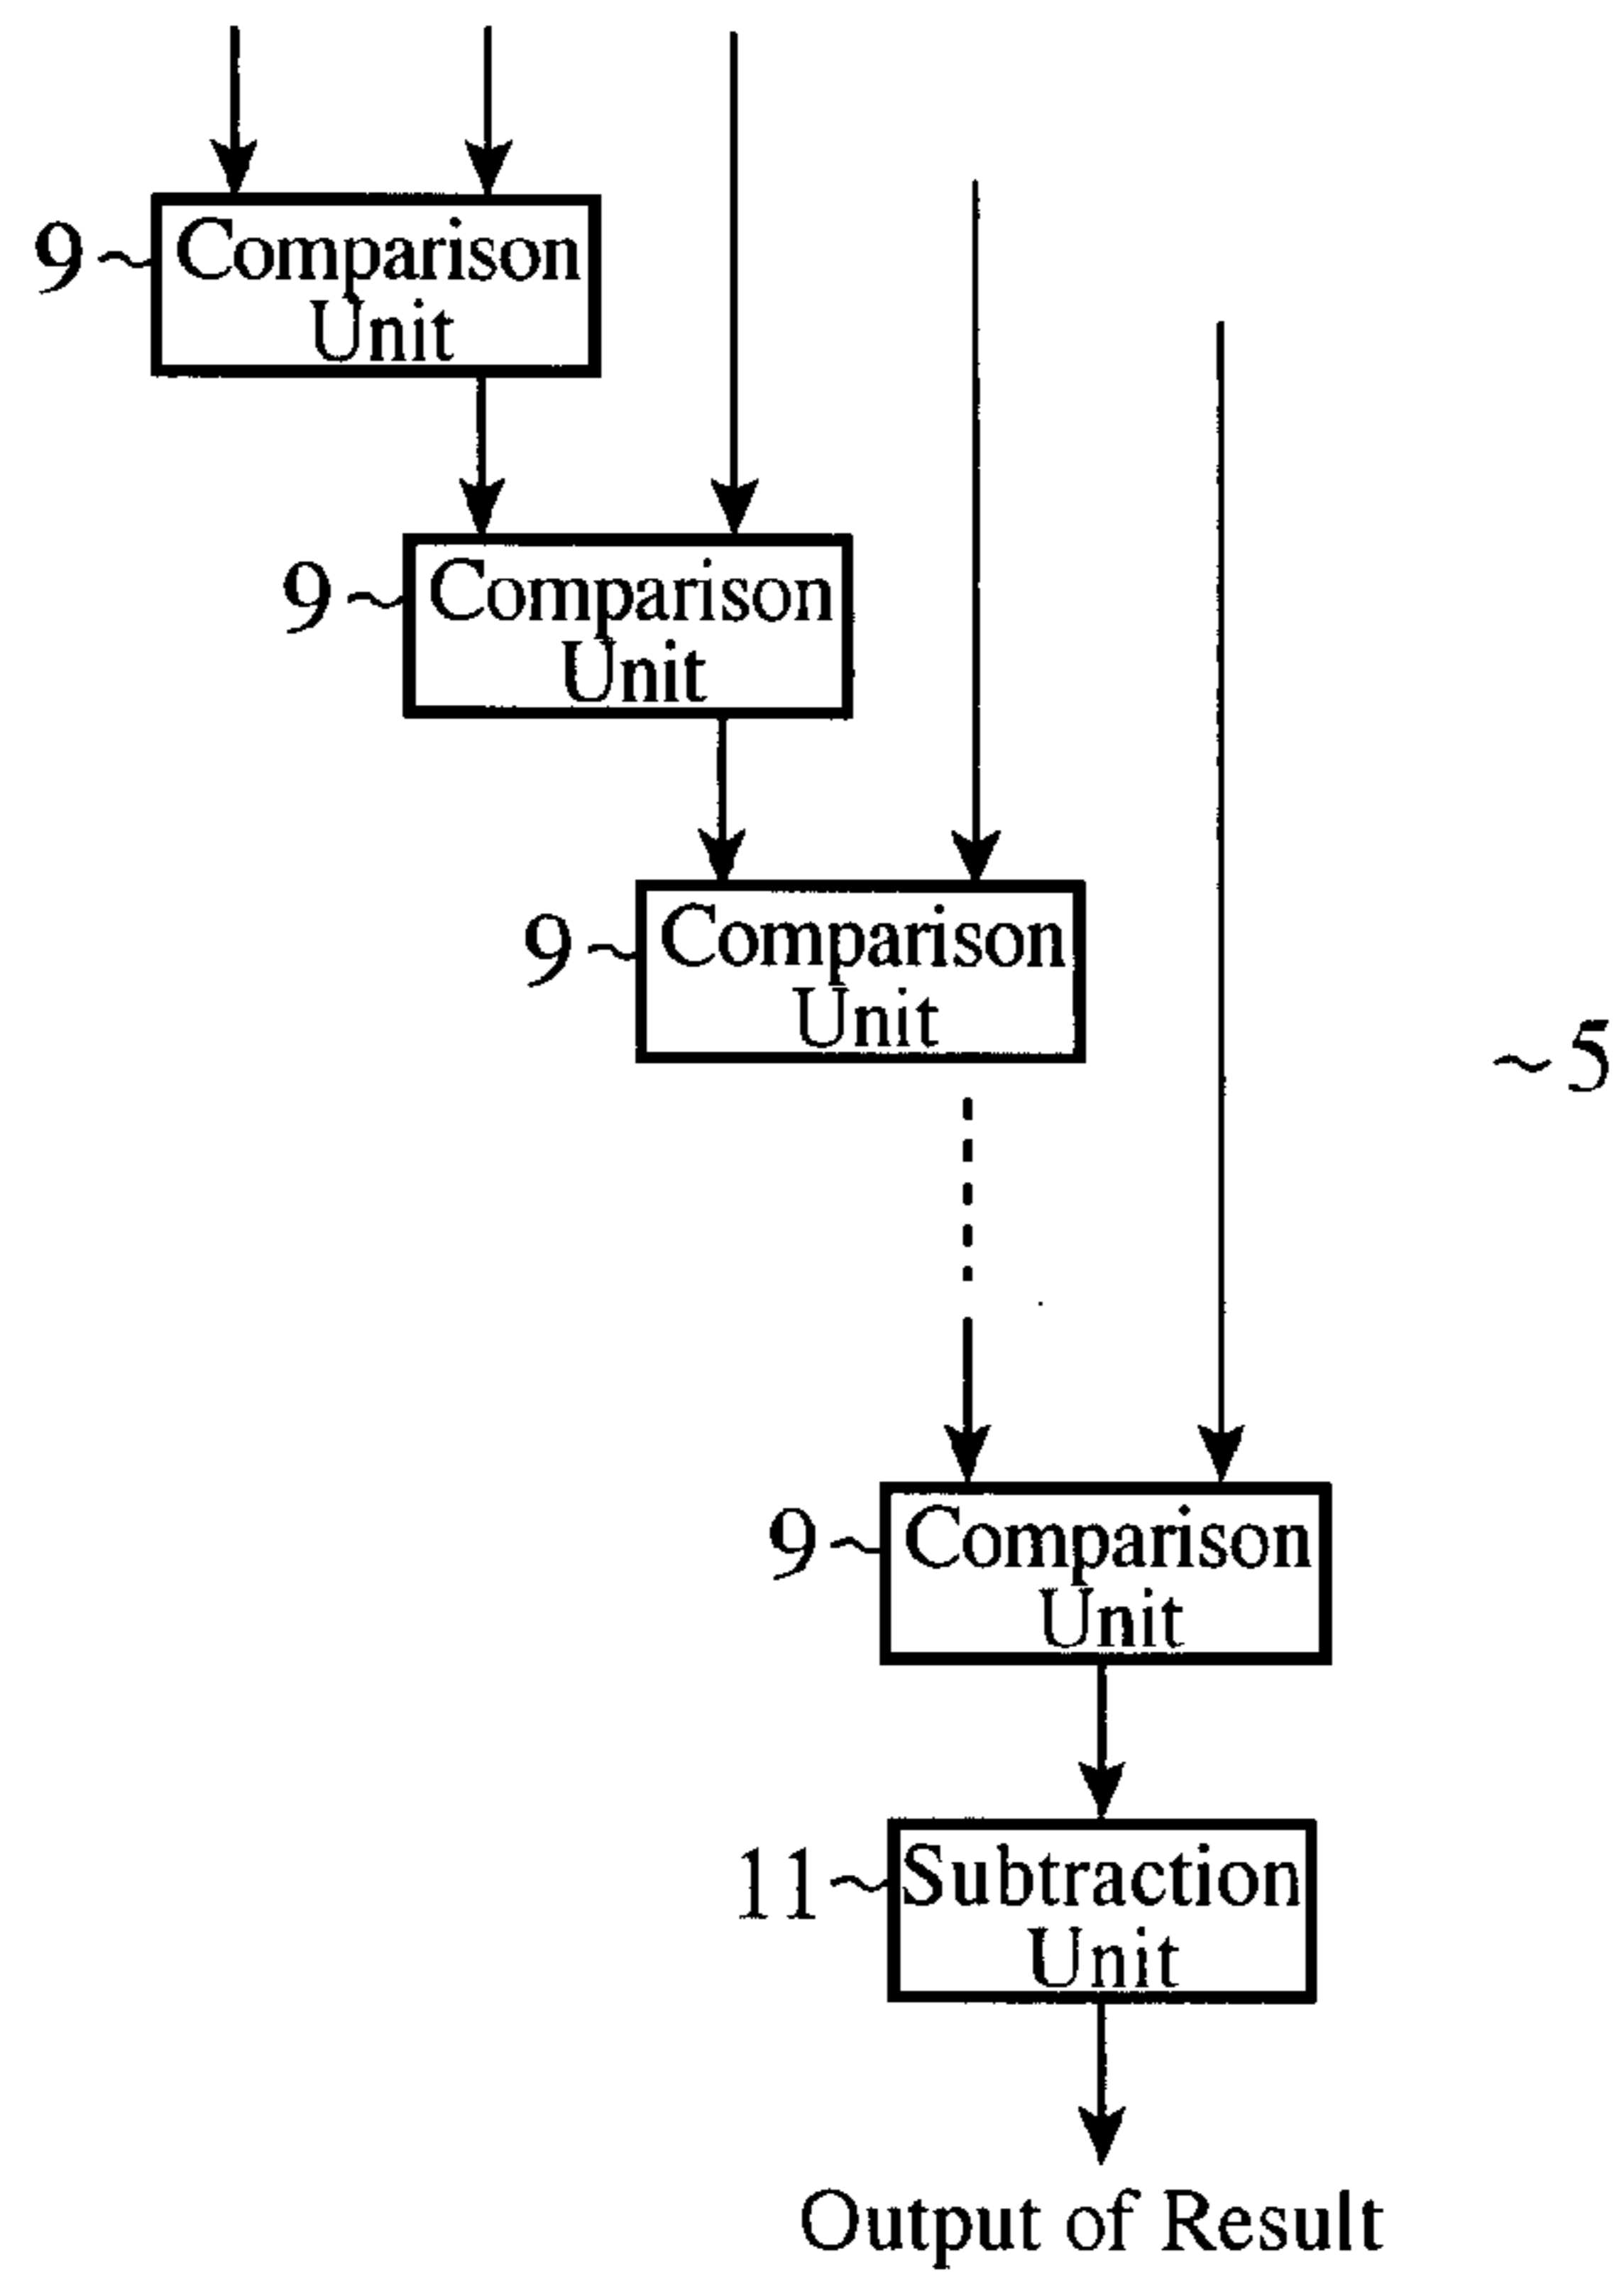 9 ~ Comparison
Unit
9 ~ Comparison
Unit
9 ~ Comparison
Unit
~ 5
9 ~ Comparison
Unit
11 ~ Subtraction
Unit
Output of Result